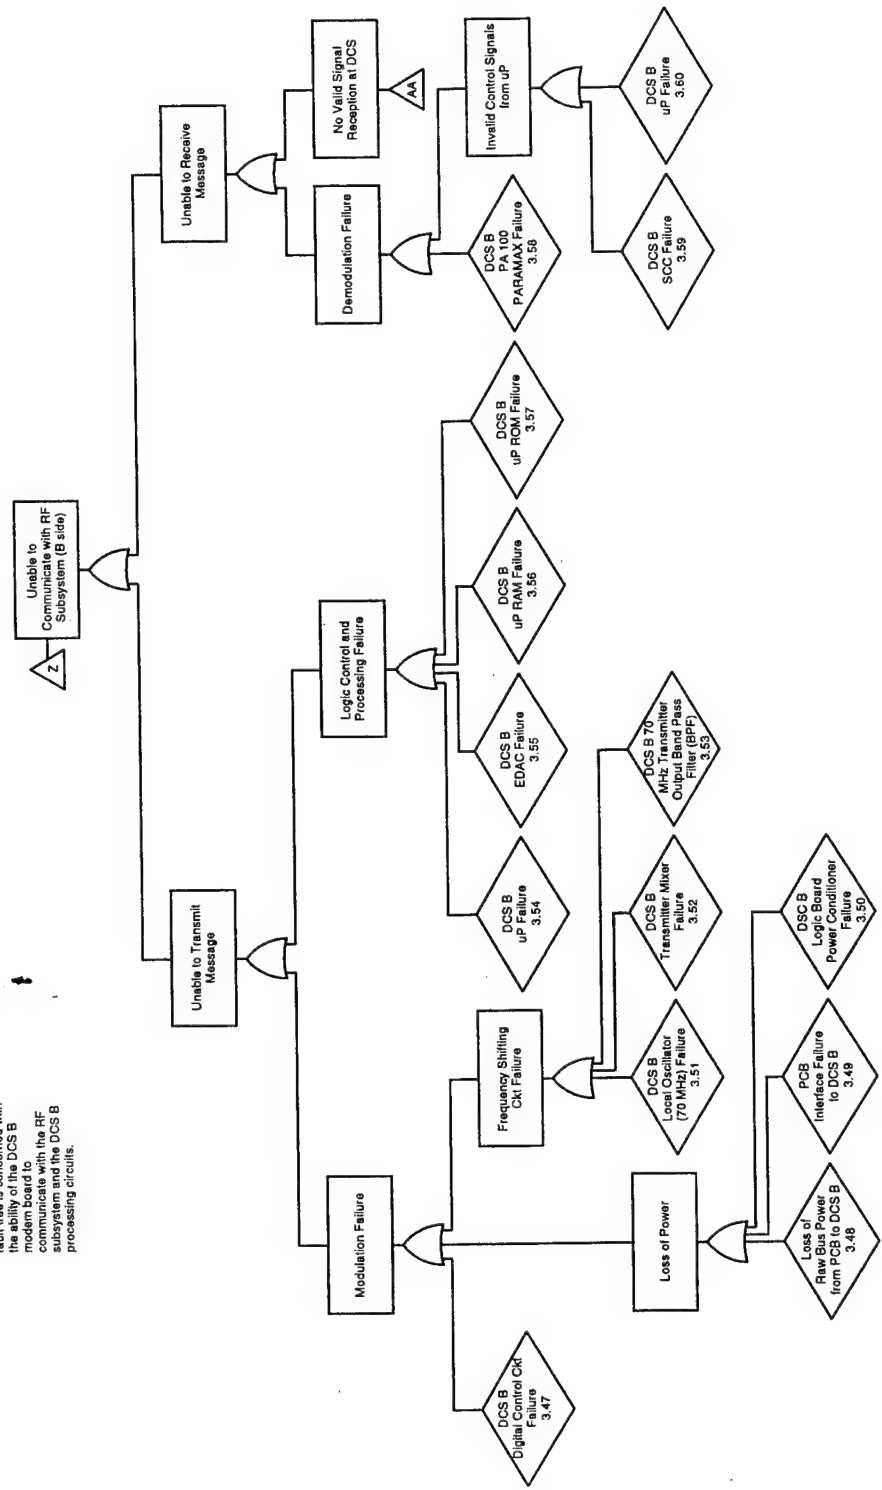 the ability of the DCS B
modem board to
communicate with the RF
subsystem and the DCS B
processing circuits.
Z
Unable to
Communicate with RF
Subsystem (B side)
Unable to Transmit
Message
Unable to Receive
Message
Modulation Failure
Logic Control and
Processing Failure
Demodulation Failure
No Valid Signal
Reception at DCS
AA
DCS B
Digital Control Ckt
Failure
3.47
Frequency Shifting
Ckt Failure
DCS B
uP Failure
3.54
DCS B
EDAC Failure
3.55
DCS B
uP RAM Failure
3.56
DCS B
uP ROM Failure
3.57
DCS B
PA 100
PARAMAX Failure
3.58
Invalid Control Signals
from uP
Loss of Power
DCS B
Local Oscillator
(70 MHz) Failure
3.51
DCS B
Transmitter Mixer
Failure
3.52
DCS B 70
MHz Transmitter
Output Band Pass
Filter (BPF)
3.53
DCS B
SCC Failure
3.59
DCS B
uP Failure
3.60
Loss of
Raw Bus Power
from PCB to DCS B
3.48
PCB
Interface Failure
to DCS B
3.49
DSC B
Logic Board
Power Conditioner
Failure
3.50